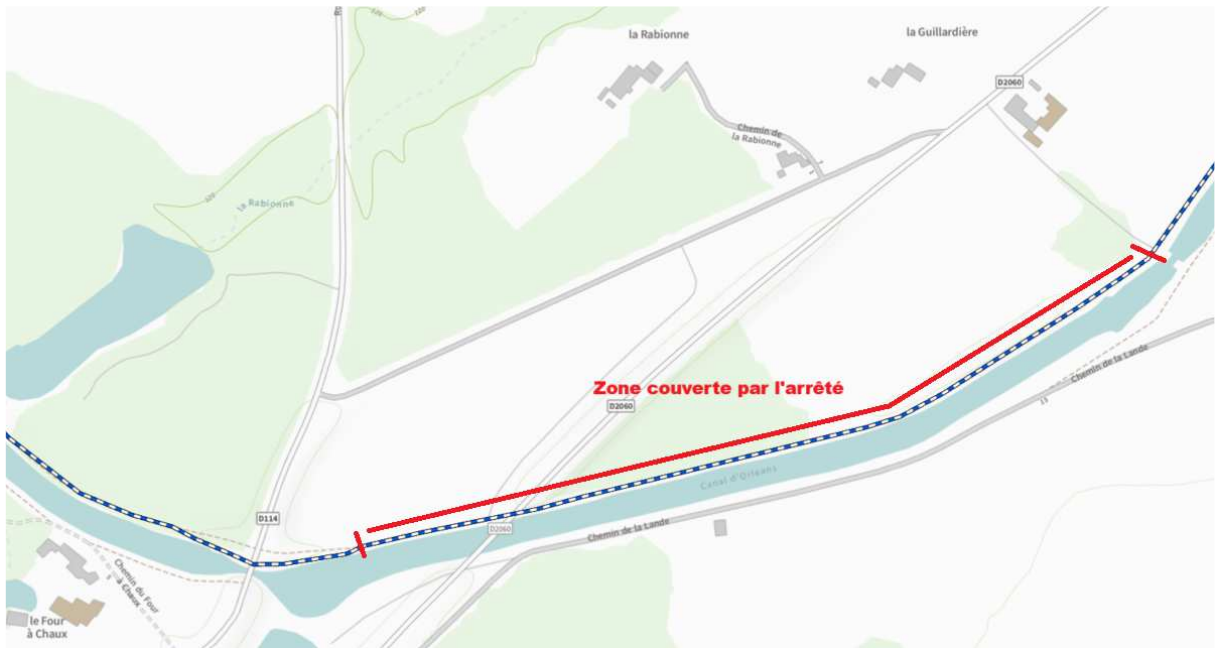 la Rabionne
la Guillardière
D2060
Chemin de
la Rabionne
120
la Rabionne
Chemin de la Lande
Zone couverte par l'arrêté
D2060
Canal d'Orléans
D114
D2060
Chemin de la Lande
Chemin du Four
à Chaux
le Four
à Chaux